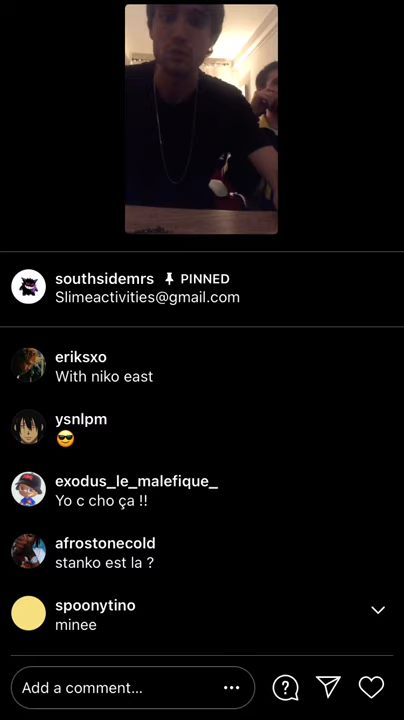 southsidemrs PINNED
Slimeactivities@gmail.com
eriksxo
With niko east
ysnlpm
😎
exodus_le_malefique_
Yo c cho ça !!
afrostonecold
stanko est la ?
spoonytino
minee
Add a comment...